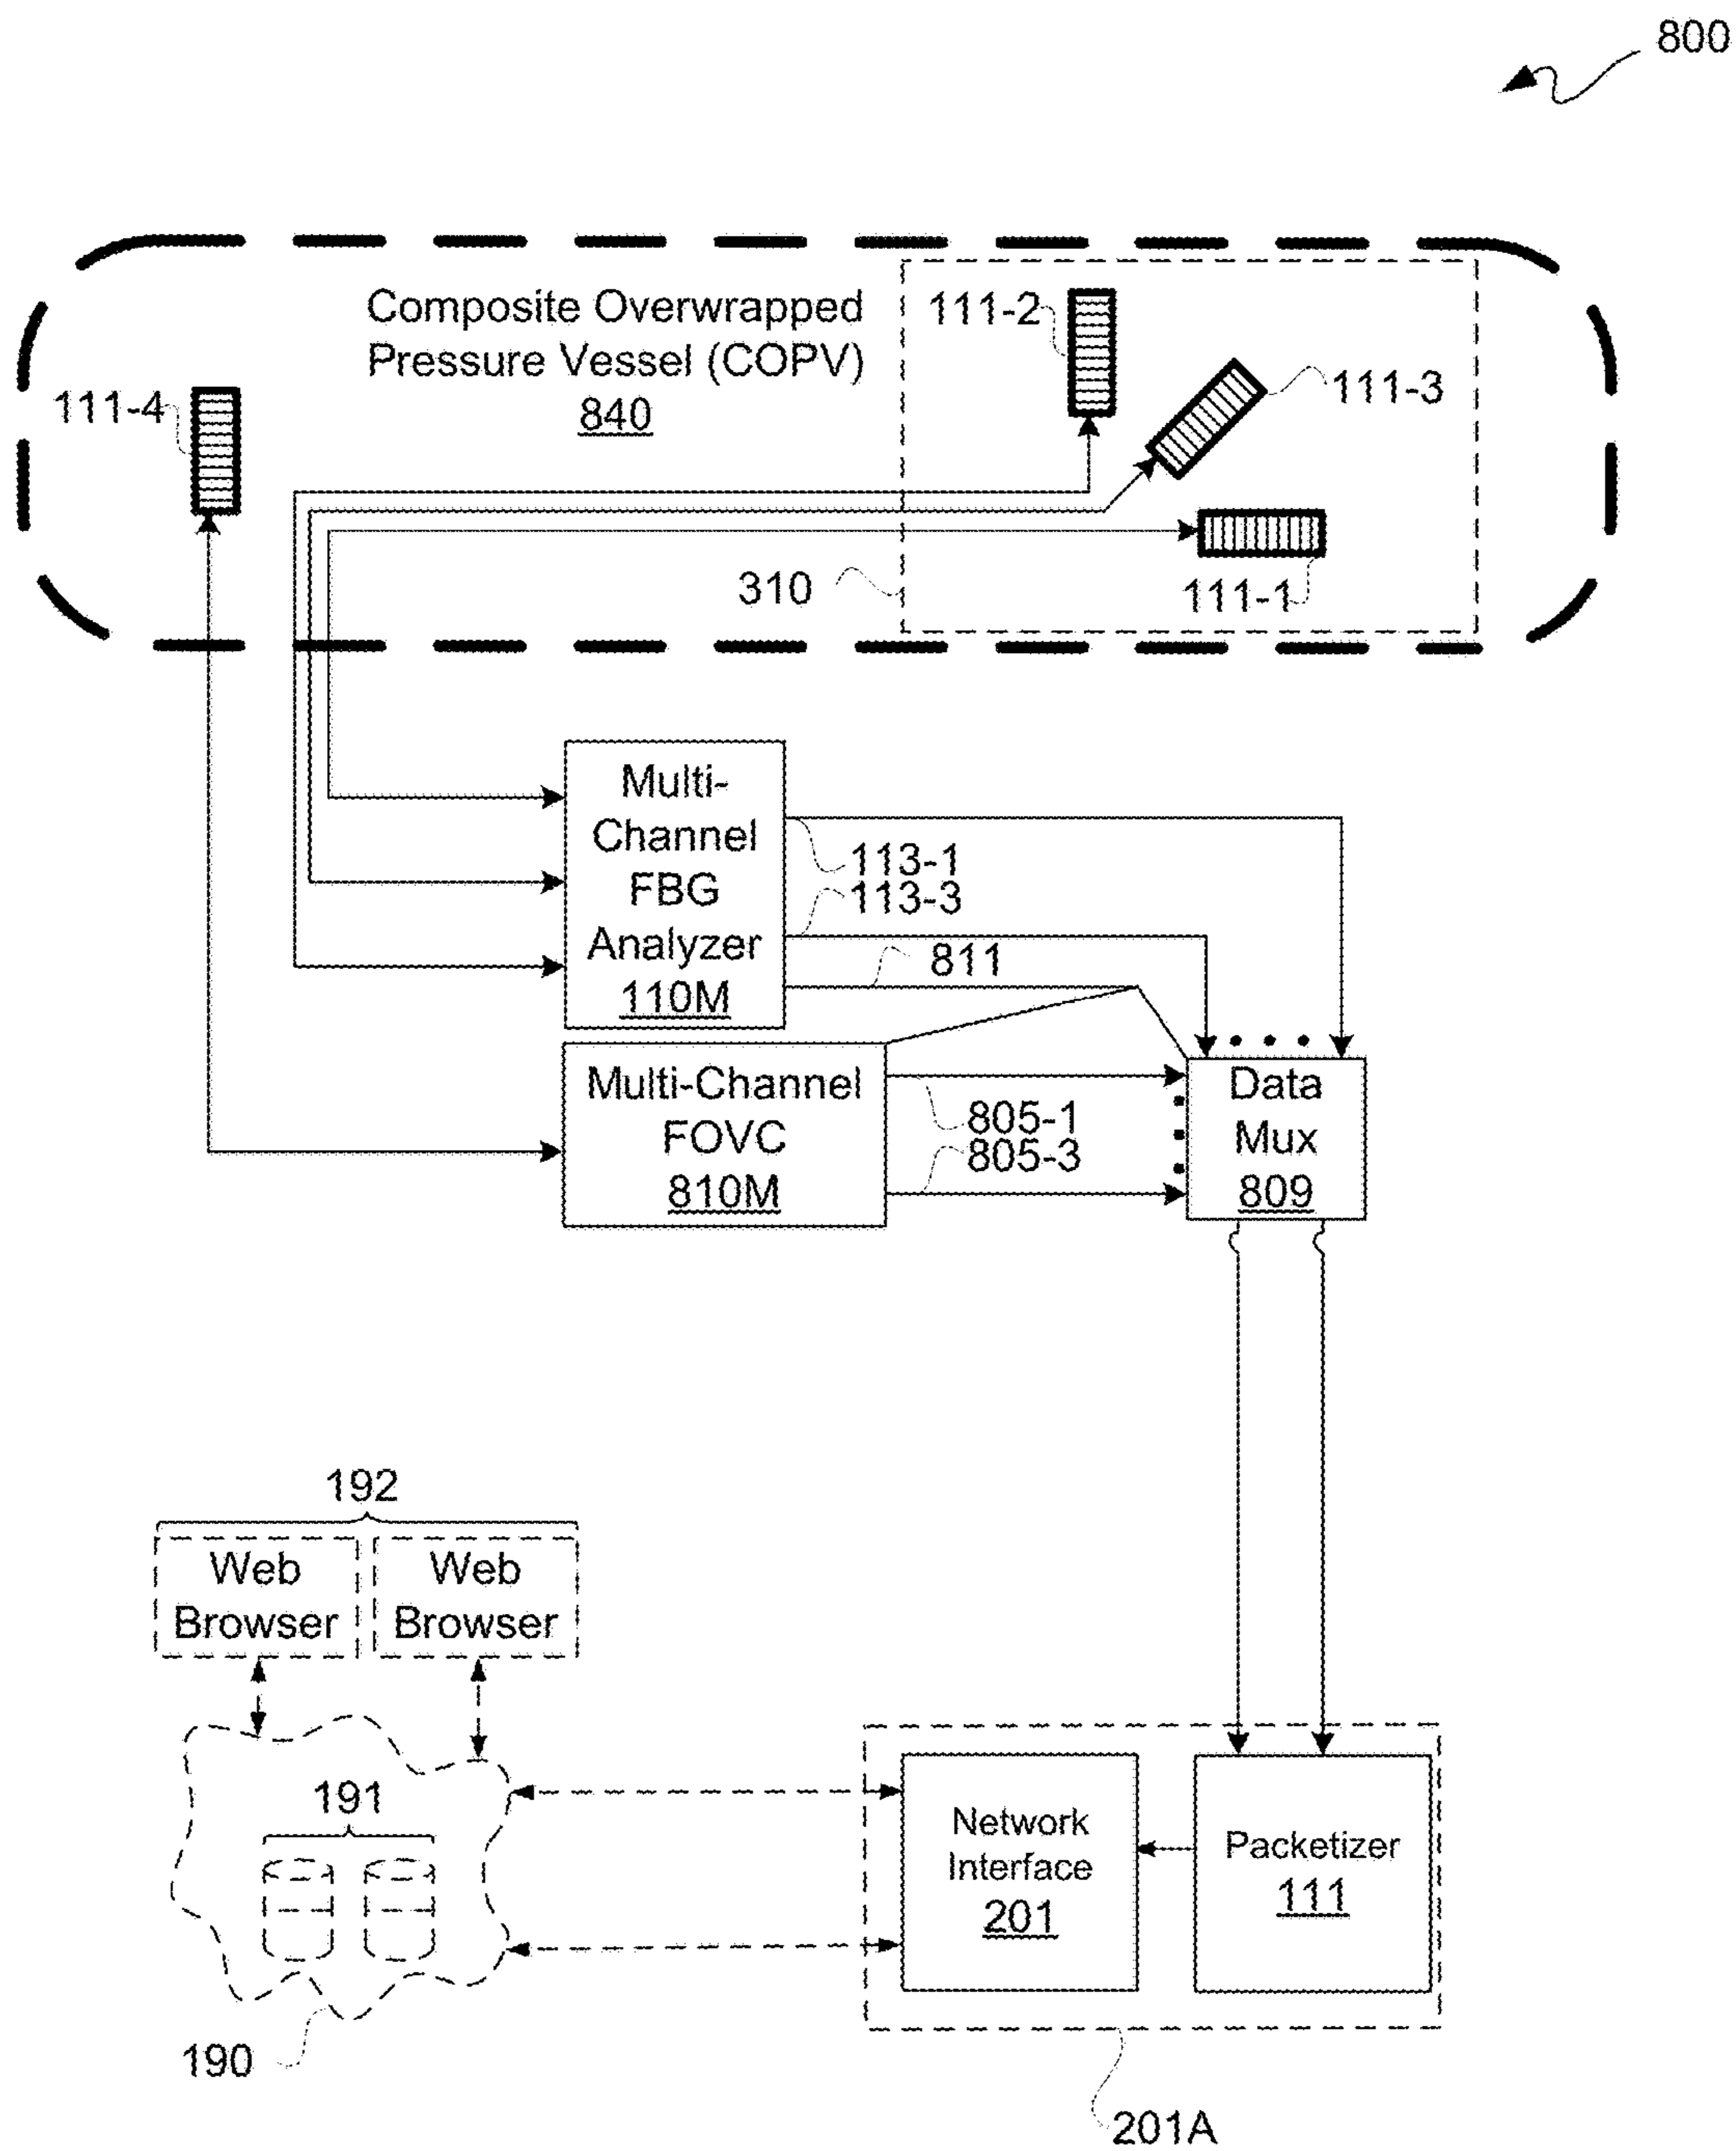 800
Composite Overwrapped
Pressure Vessel (COPV)
840
111-2
111-3
111-4
111-1
310
Multi-
Channel
FBG
Analyzer
110M
113-1
113-3
811
Multi-Channel
FOVC
810M
805-1
805-3
Data
Mux
809
192
Web
Browser
Web
Browser
191
190
Network
Interface
201
Packetizer
111
201A